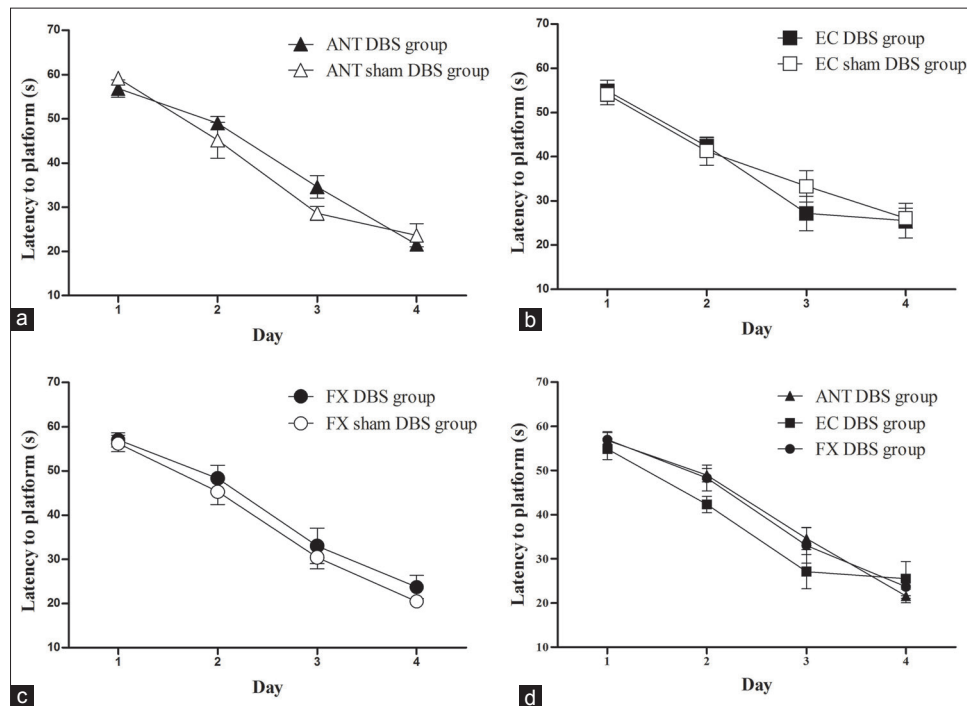 ANT DBS group
ANT sham DBS group
Latency to platform (s)
70
60
50
40
30
20
10
1 2 3 4
Day
a
EC DBS group
EC sham DBS group
Latency to platform (s)
70
60
50
40
30
20
10
1 2 3 4
Day
b
FX DBS group
FX sham DBS group
Latency to platform (s)
70
60
50
40
30
20
10
1 2 3 4
Day
c
ANT DBS group
EC DBS group
FX DBS group
Latency to platform (s)
70
60
50
40
30
20
10
1 2 3 4
Day
d